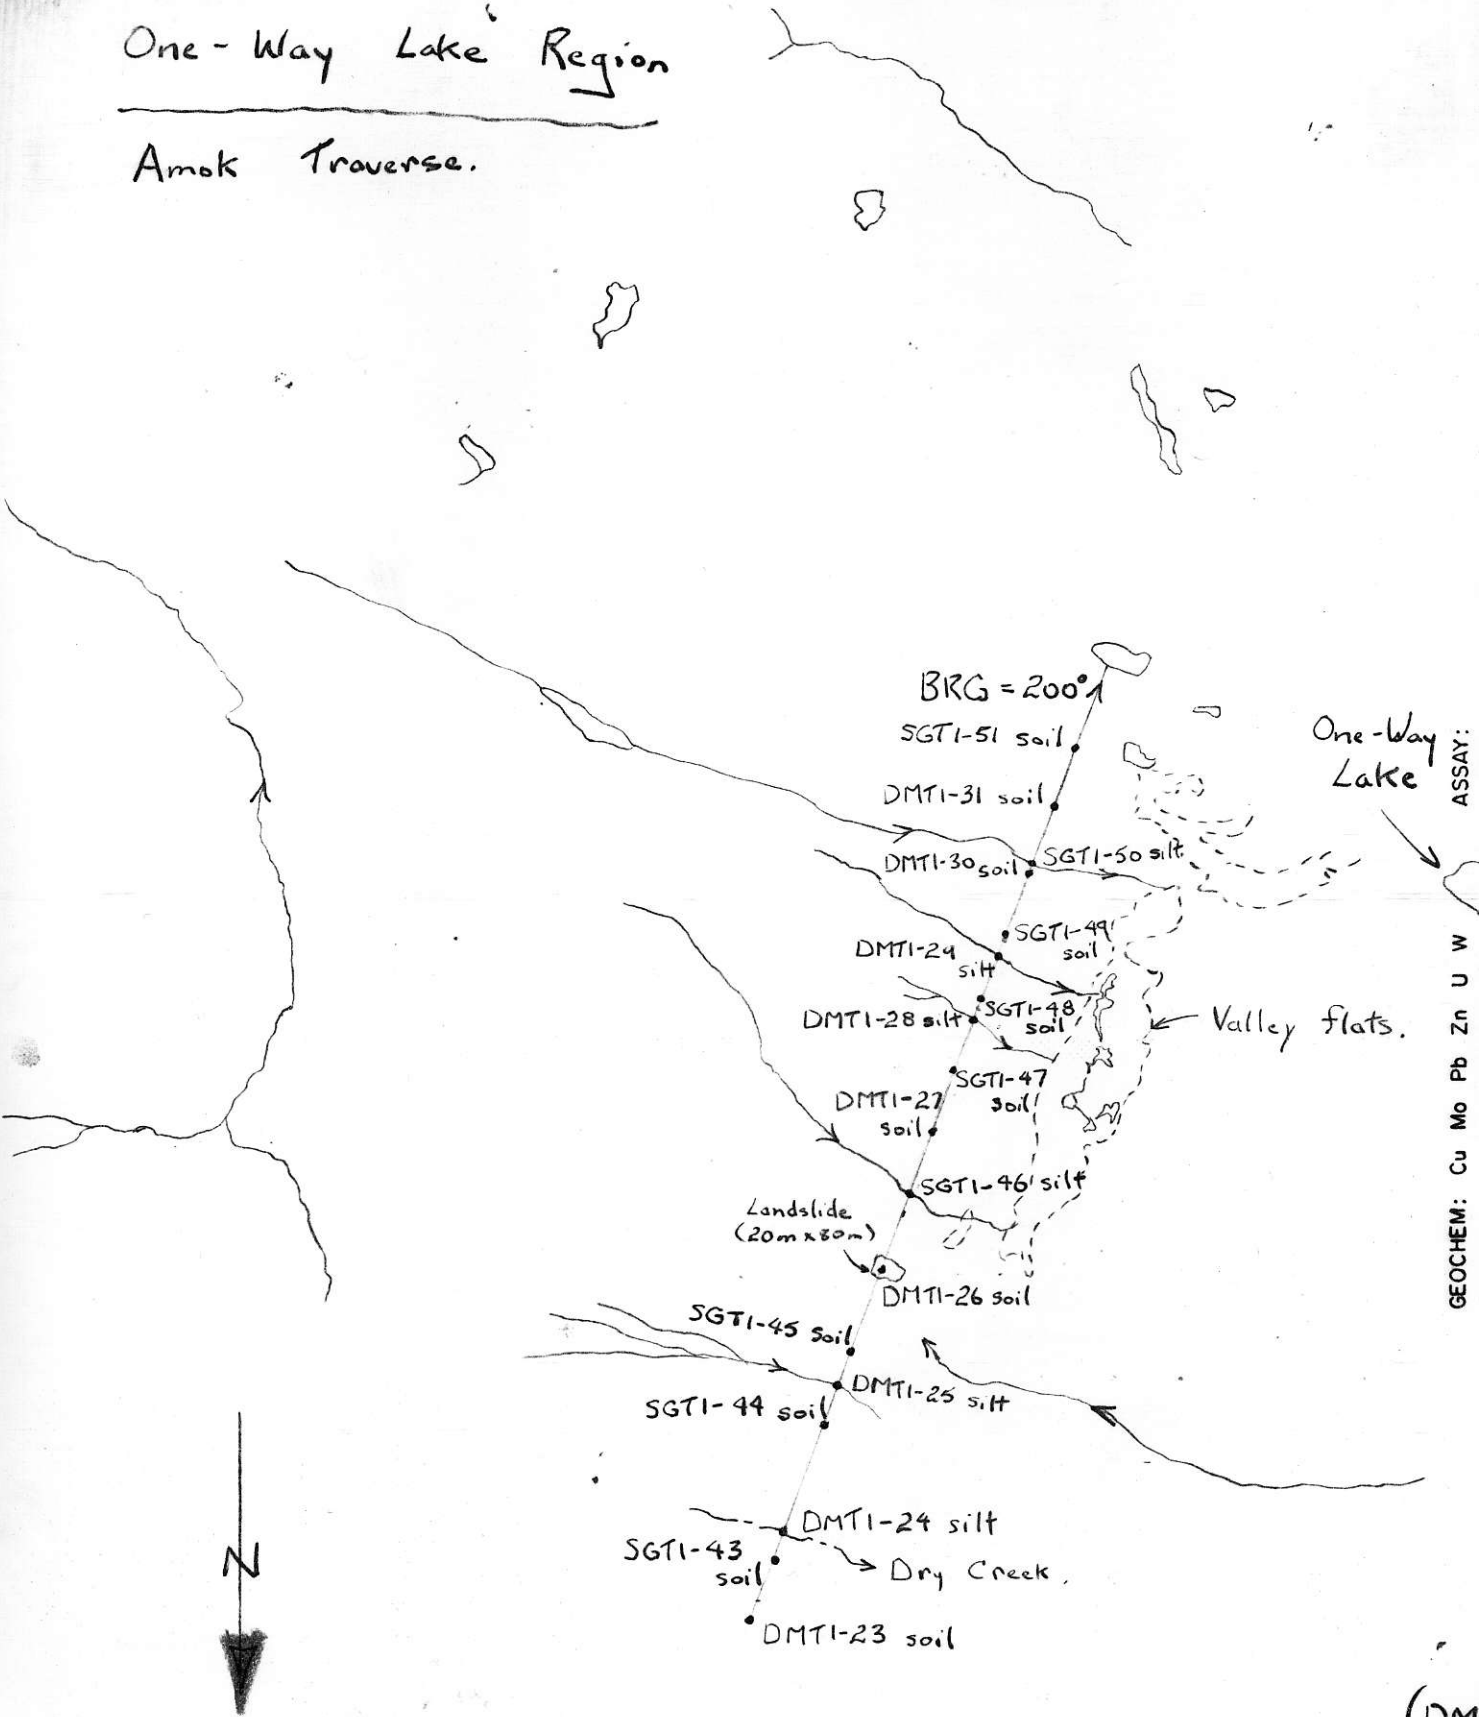 One-Way Lake Region
Amok Traverse.
BRG = 200°
SGT1-51 soil
DMT1-31 soil
DMT1-30 soil
SGT1-50 silt
SGT1-49
soil
DMT1-29
silt
SGT1-48
soil
DMT1-28 silt
SGT1-47
soil
DMT1-27
soil
SGT1-46 silt
Landslide
(20m x 80m)
DMT1-26 soil
SGT1-45 soil
DMT1-25 silt
SGT1-44 soil
DMT1-24 silt
SGT1-43
soil
Dry Creek.
DMT1-23 soil
One-Way
Lake
Valley flats.
N
GEOCHEM: Cu Mo Pb Zn U W ASSAY:
(DM